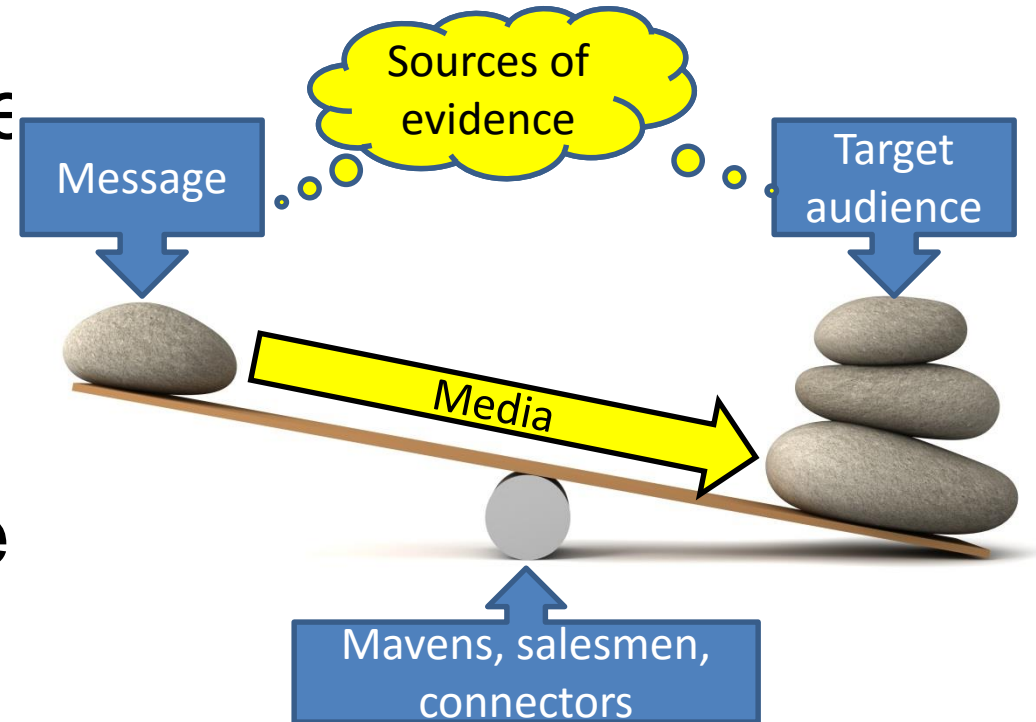 Sources of
evidence
Message
Target
audience
Media
Mavens, salesmen,
connectors